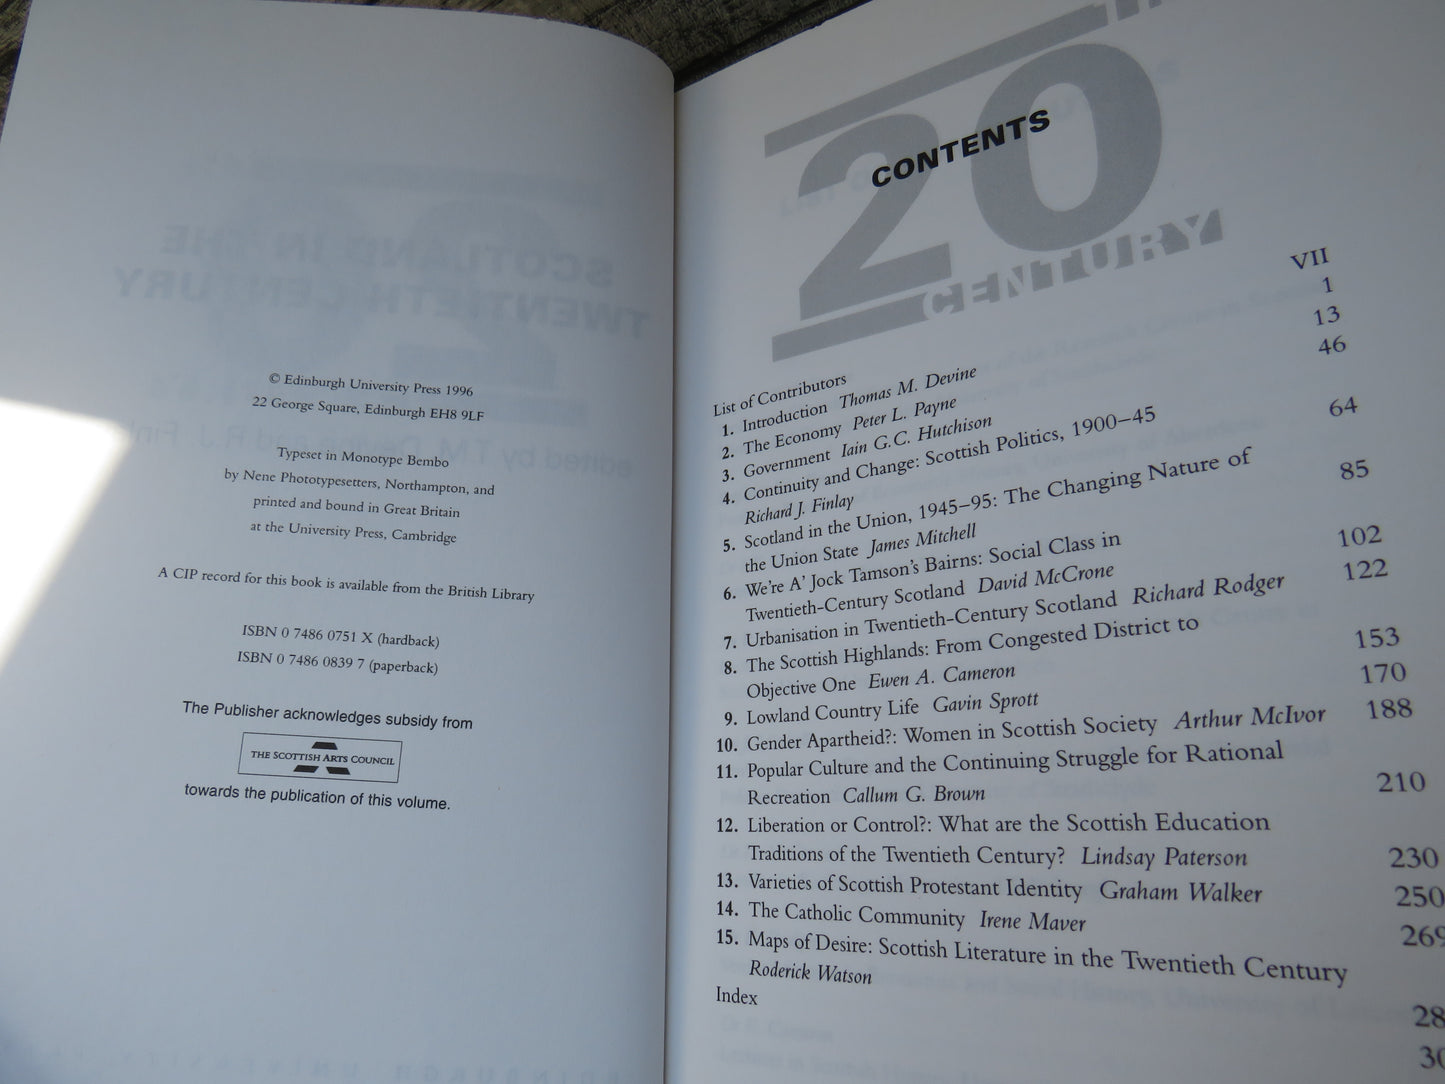 © Edinburgh University Press 1996
22 George Square, Edinburgh EH8 9LF
Typeset in Monotype Bembo
by Nene Phototypesetters, Northampton, and
printed and bound in Great Britain
at the University Press, Cambridge
A CIP record for this book is available from the British Library
ISBN 0 7486 0751 X (hardback)
ISBN 0 7486 0839 7 (paperback)
The Publisher acknowledges subsidy from
THE SCOTTISH ARTS COUNCIL
towards the publication of this volume.
20
CENTURY
CONTENTS
List of Contributors VII
1. Introduction Thomas M. Devine 1
2. The Economy Peter L. Payne 13
3. Government Iain G.C. Hutchison 46
4. Continuity and Change: Scottish Politics, 1900–45
Richard J. Finlay 64
5. Scotland in the Union, 1945–95: The Changing Nature of
the Union State James Mitchell 85
6. We're A' Jock Tamson's Bairns: Social Class in
Twentieth-Century Scotland David McCrone 102
7. Urbanisation in Twentieth-Century Scotland Richard Rodger 122
8. The Scottish Highlands: From Congested District to
Objective One Ewen A. Cameron 153
9. Lowland Country Life Gavin Sprott 170
10. Gender Apartheid?: Women in Scottish Society Arthur McIvor 188
11. Popular Culture and the Continuing Struggle for Rational
Recreation Callum G. Brown 210
12. Liberation or Control?: What are the Scottish Education
Traditions of the Twentieth Century? Lindsay Paterson 230
13. Varieties of Scottish Protestant Identity Graham Walker 250
14. The Catholic Community Irene Maver 269
15. Maps of Desire: Scottish Literature in the Twentieth Century
Roderick Watson
Index